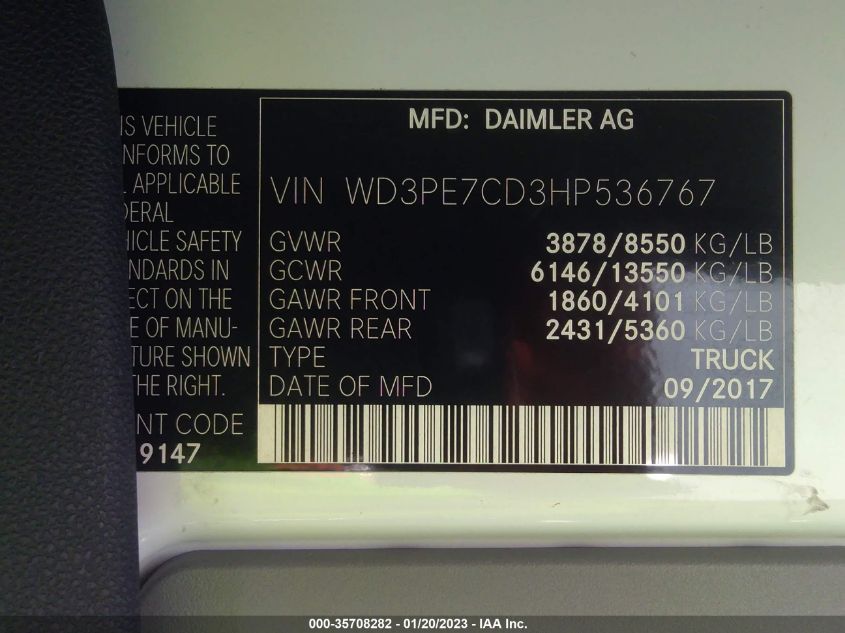 IS VEHICLE
NFORMS TO
APPLICABLE
DERAL
HICLE SAFETY
NDARDS IN
ECT ON THE
E OF MANU-
TURE SHOWN
THE RIGHT.
NT CODE
9147
MFD: DAIMLER AG
VIN WD3PE7CD3HP536767
GVWR 3878/8550 KG/LB
GCWR 6146/13550 KG/LB
GAWR FRONT 1860/4101 KG/LB
GAWR REAR 2431/5360 KG/LB
TYPE TRUCK
DATE OF MFD 09/2017
000-35708282 - 01/20/2023 - IAA Inc.